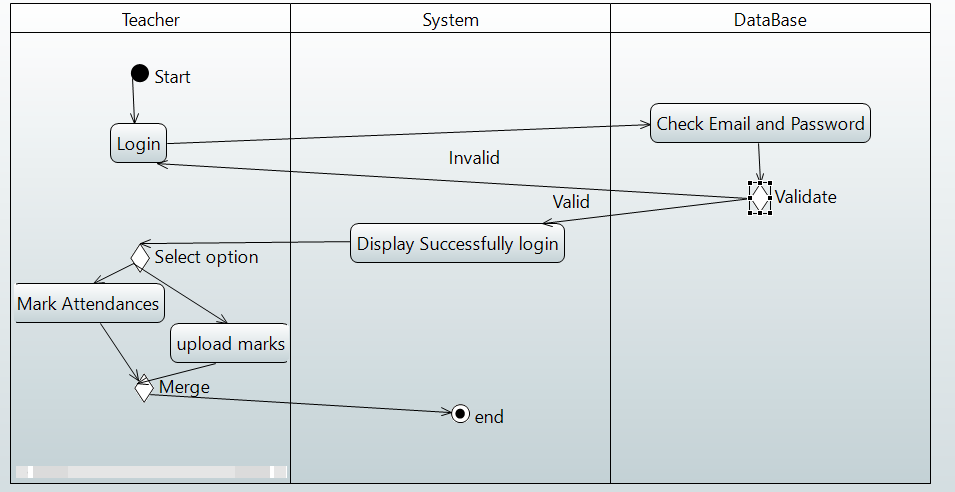 Teacher
System
DataBase
Start
Login
Check Email and Password
Invalid
Validate
Valid
Display Successfully login
Select option
Mark Attendances
upload marks
Merge
end